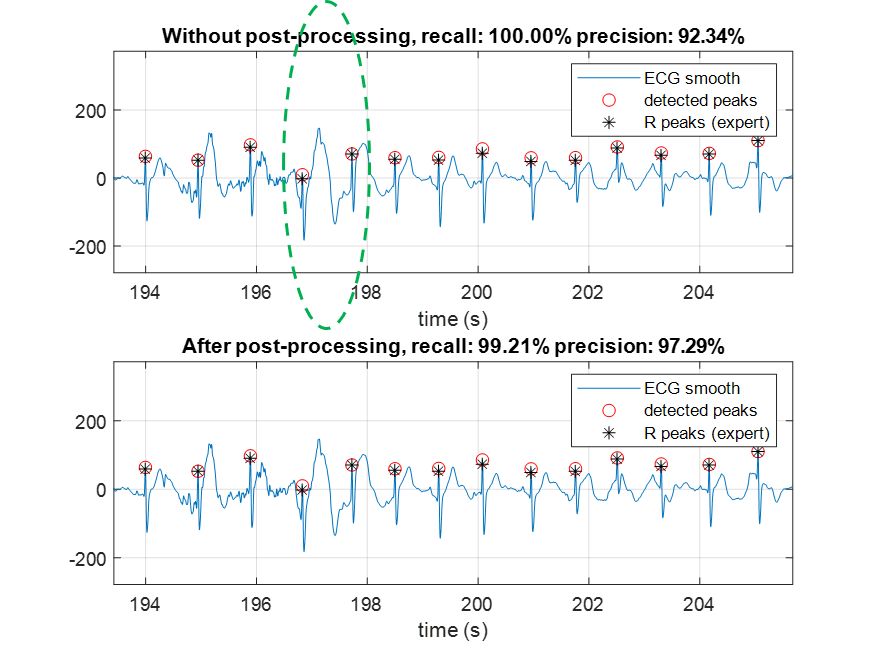 Without post-processing, recall: 100.00% precision: 92.34%
ECG smooth
detected peaks
R peaks (expert)
200
0
-200
194 196 198 200 202 204
time (s)
After post-processing, recall: 99.21% precision: 97.29%
ECG smooth
detected peaks
R peaks (expert)
200
0
-200
194 196 198 200 202 204
time (s)